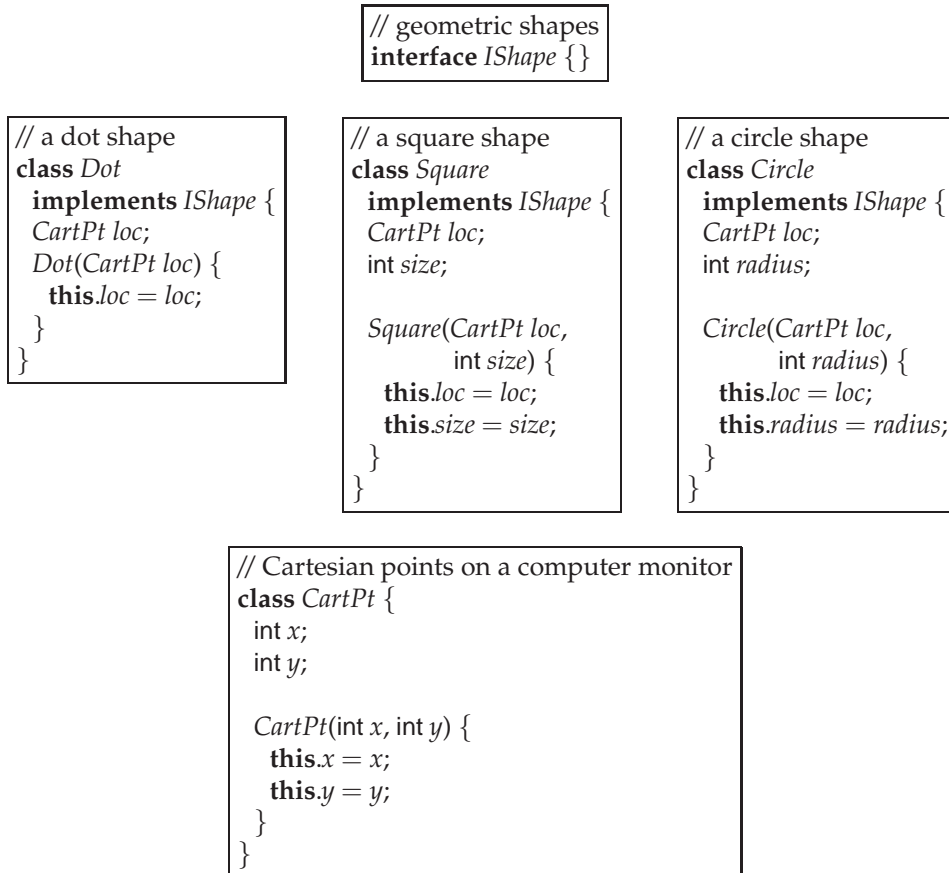 // geometric shapes
interface IShape {}
// a dot shape
class Dot
implements IShape {
CartPt loc;
Dot(CartPt loc) {
this.loc = loc;
}
}
// a square shape
class Square
implements IShape {
CartPt loc;
int size;
Square(CartPt loc,
int size) {
this.loc = loc;
this.size = size;
}
}
// a circle shape
class Circle
implements IShape {
CartPt loc;
int radius;
Circle(CartPt loc,
int radius) {
this.loc = loc;
this.radius = radius;
}
}
// Cartesian points on a computer monitor
class CartPt {
int x;
int y;
CartPt(int x, int y) {
this.x = x;
this.y = y;
}
}